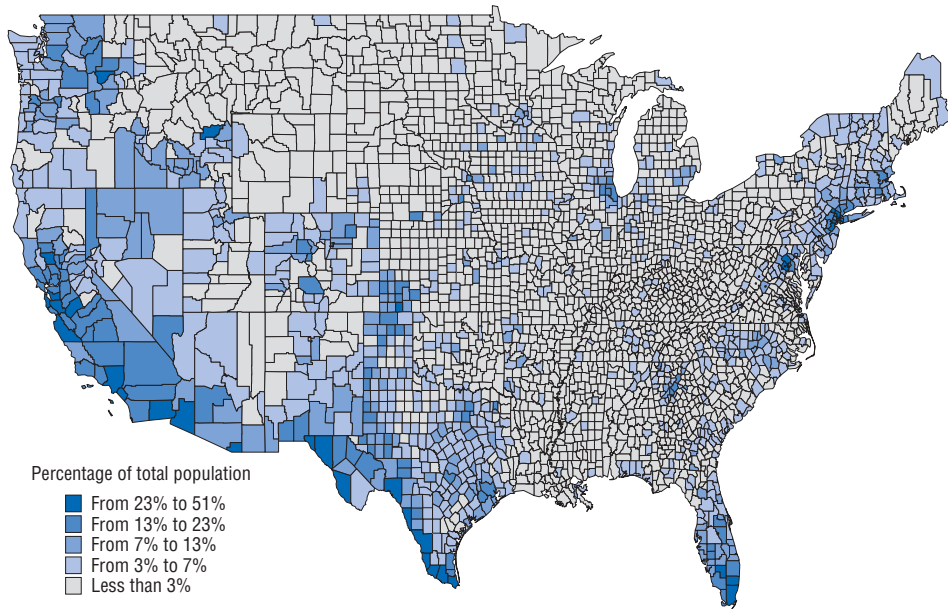 Percentage of total population
From 23% to 51%
From 13% to 23%
From 7% to 13%
From 3% to 7%
Less than 3%